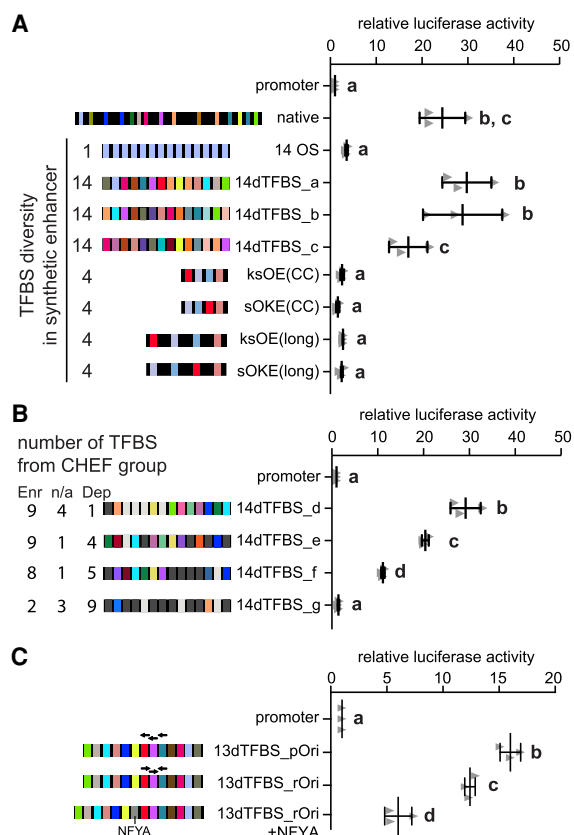 A
relative luciferase activity
0 10 20 30 40 50
promoter a
native b, c
1 14 OS a
14 14dTFBS_a b
14 14dTFBS_b b
14 14dTFBS_c c
4 ksOE(CC) a
4 sOKE(CC) a
4 ksOE(long) a
4 sOKE(long) a
TFBS diversity
in synthetic enhancer
B
relative luciferase activity
0 10 20 30 40 50
number of TFBS
from CHEF group
Enr n/a Dep
promoter a
9 4 1 14dTFBS_d b
9 1 4 14dTFBS_e c
8 1 5 14dTFBS_f d
2 3 9 14dTFBS_g a
C
relative luciferase activity
0 5 10 15 20
promoter a
13dTFBS_pOri b
13dTFBS_rOri c
13dTFBS_rOri d
NFYA +NFYA